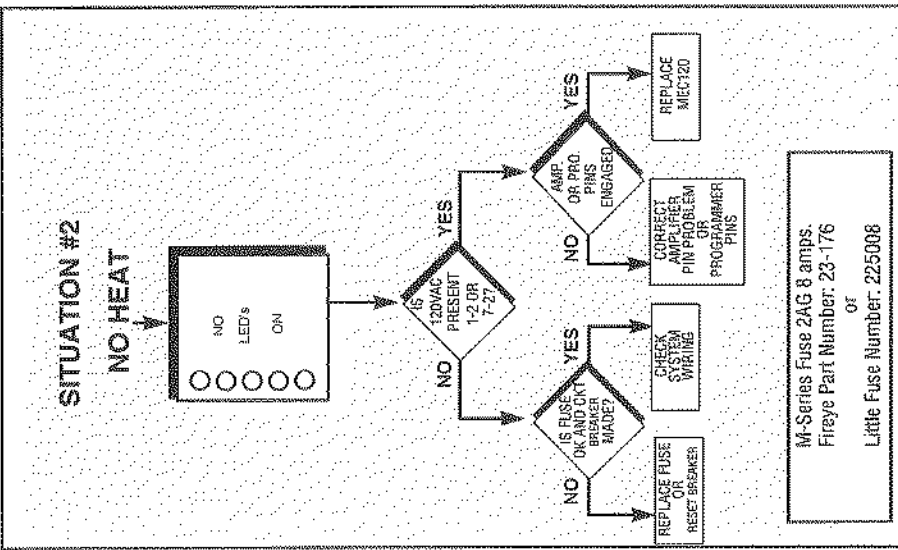 SITUATION #2
NO HEAT
NO
LED's
ON
IS
120VAC
PRESENT
1-2 OR
7-27
NO
YES
IS FUSE
OK AND CKT
BREAKER
MADE?
NO
YES
REPLACE FUSE
OR
RESET BREAKER
CHECK
SYSTEM
WIRING
AMP
OR PRO
PINS
ENGAGED
NO
YES
CORRECT
AMPLIFIER
PIN PROBLEM
OR
PROGRAMMER
PINS
REPLACE
MEC120
M-Series Fuse 2AG 8 amps.
Fireye Part Number: 23-176
or
Little Fuse Number: 225008